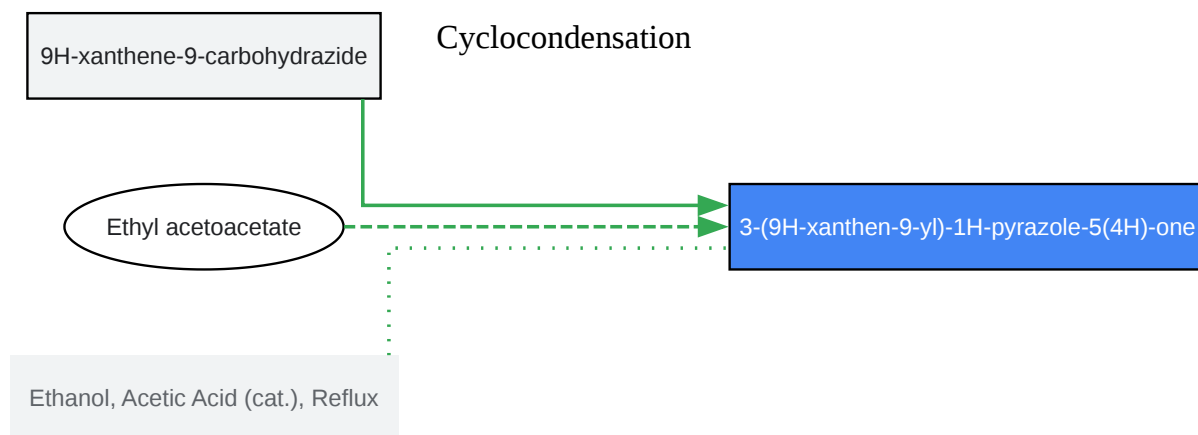 Cyclocondensation
9H-xanthene-9-carbohydrazide
Ethyl acetoacetate
3-(9H-xanthen-9-yl)-1H-pyrazole-5(4H)-one
Ethanol, Acetic Acid (cat.), Reflux